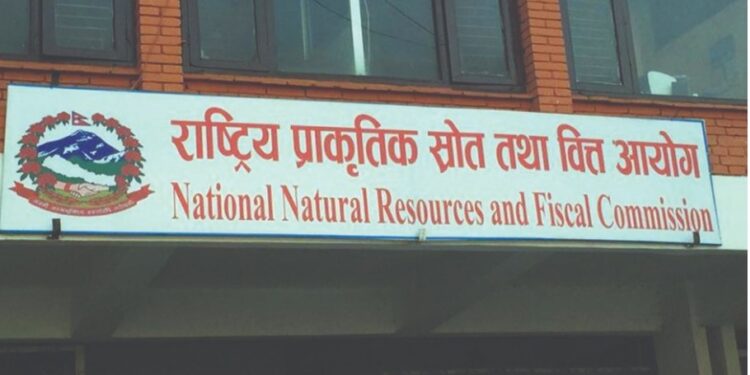 राष्ट्रिय प्राकृतिक स्रोत तथा वित्त आयोग
National Natural Resources and Fiscal Commission